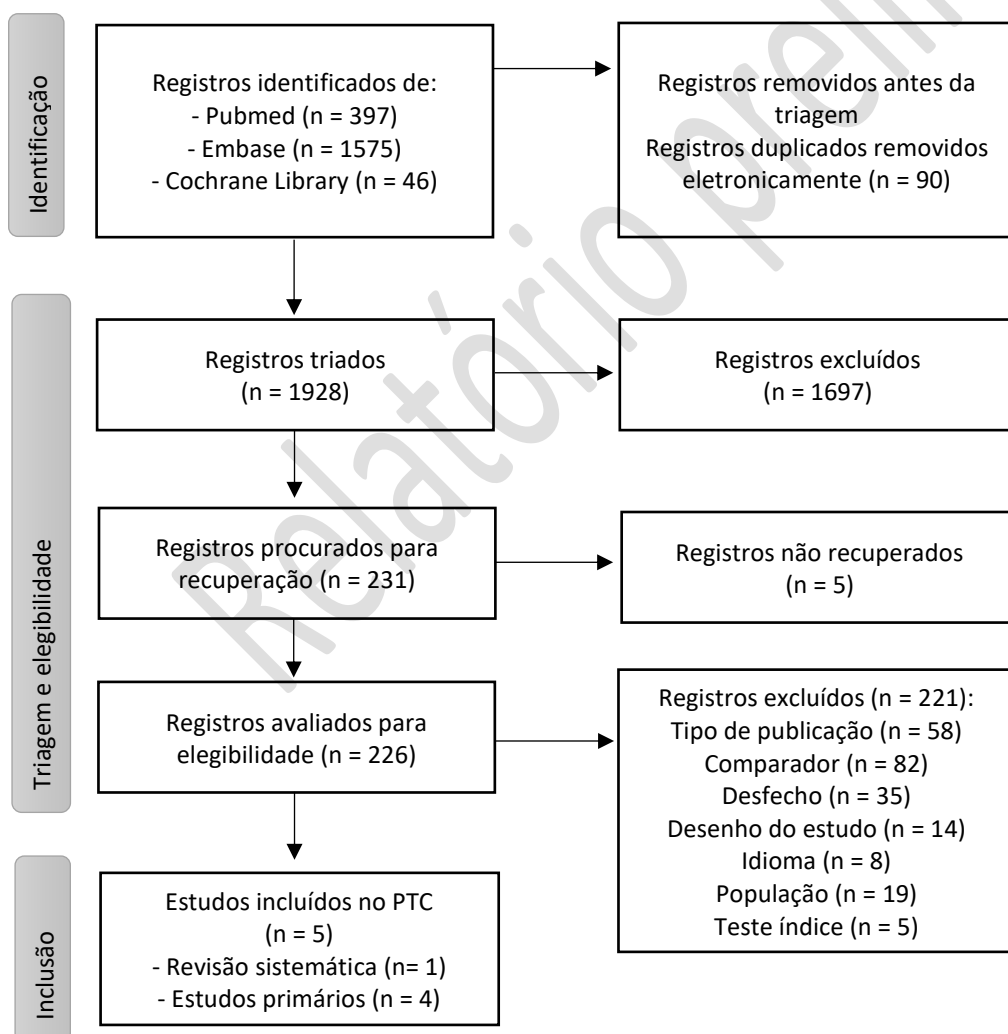 Identificação
Registros identificados de:
- Pubmed (n = 397)
- Embase (n = 1575)
- Cochrane Library (n = 46)
Registros removidos antes da
triagem
Registros duplicados removidos
eletronicamente (n = 90)
Triagem e elegibilidade
Registros triados
(n = 1928)
Registros excluídos
(n = 1697)
Registros procurados para
recuperação (n = 231)
Registros não recuperados
(n = 5)
Registros avaliados para
elegibilidade (n = 226)
Registros excluídos (n = 221):
Tipo de publicação (n = 58)
Comparador (n = 82)
Desfecho (n = 35)
Desenho do estudo (n = 14)
Idioma (n = 8)
População (n = 19)
Teste índice (n = 5)
Inclusão
Estudos incluídos no PTC
(n = 5)
- Revisão sistemática (n= 1)
- Estudos primários (n = 4)
Relatório